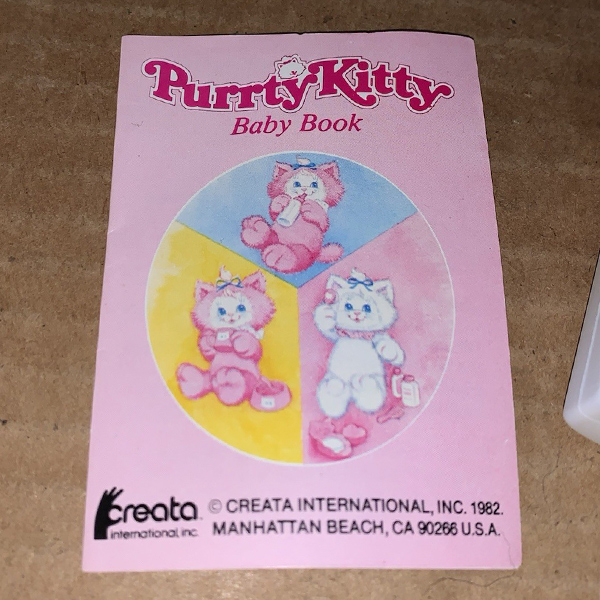 Purrty Kitty
Baby Book
creata
international, inc.
© CREATA INTERNATIONAL, INC. 1982.
MANHATTAN BEACH, CA 90266 U.S.A.